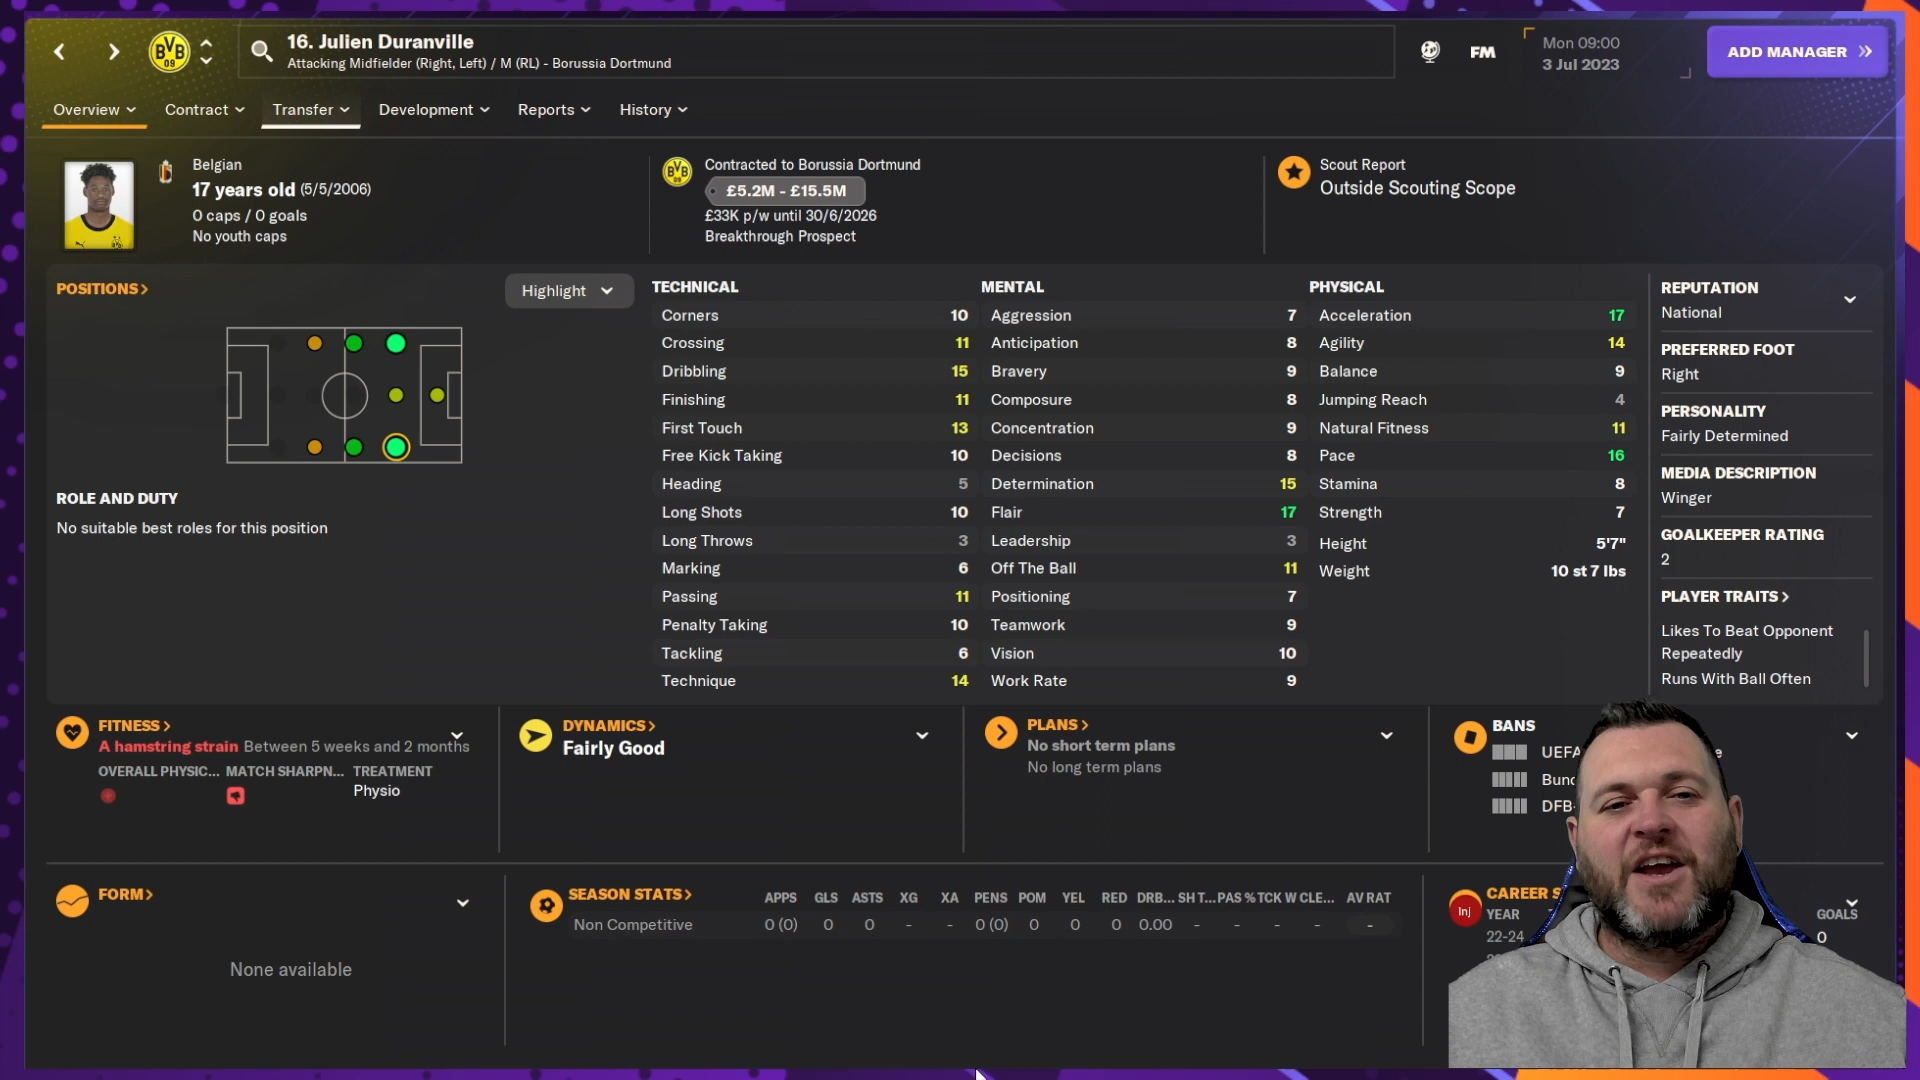 16. Julien Duranville
Attacking Midfielder (Right, Left) / M (RL) - Borussia Dortmund
FM
Mon 09:00
3 Jul 2023
ADD MANAGER
Overview
Contract
Transfer
Development
Reports
History
Belgian
17 years old (5/5/2006)
0 caps / 0 goals
No youth caps
Contracted to Borussia Dortmund
£5.2M - £15.5M
£33K p/w until 30/6/2026
Breakthrough Prospect
Scout Report
Outside Scouting Scope
POSITIONS
Highlight
ROLE AND DUTY
No suitable best roles for this position
TECHNICAL
Corners 10
Crossing 11
Dribbling 15
Finishing 11
First Touch 13
Free Kick Taking 10
Heading 5
Long Shots 10
Long Throws 3
Marking 6
Passing 11
Penalty Taking 10
Tackling 6
Technique 14
MENTAL
Aggression 7
Anticipation 8
Bravery 9
Composure 8
Concentration 9
Decisions 8
Determination 15
Flair 17
Leadership 3
Off The Ball 11
Positioning 7
Teamwork 9
Vision 10
Work Rate 9
PHYSICAL
Acceleration 17
Agility 14
Balance 9
Jumping Reach 4
Natural Fitness 11
Pace 16
Stamina 8
Strength 7
Height 5'7"
Weight 10 st 7 lbs
REPUTATION
National
PREFERRED FOOT
Right
PERSONALITY
Fairly Determined
MEDIA DESCRIPTION
Winger
GOALKEEPER RATING
2
PLAYER TRAITS
Likes To Beat Opponent
Repeatedly
Runs With Ball Often
FITNESS
A hamstring strain Between 5 weeks and 2 months
OVERALL PHYSIC... MATCH SHARPN... TREATMENT
Physio
DYNAMICS
Fairly Good
PLANS
No short term plans
No long term plans
BANS
UEFA
Bund
DFB-
FORM
None available
SEASON STATS APPS GLS ASTS XG XA PENS POM YEL RED DRB... SH T... PAS % TCK W CLE... AV RAT
Non Competitive 0 (0) 0 0 - - 0 (0) 0 0 0 0.00 - - - - -
Inj
CAREER S
YEAR GOALS
22-24 0